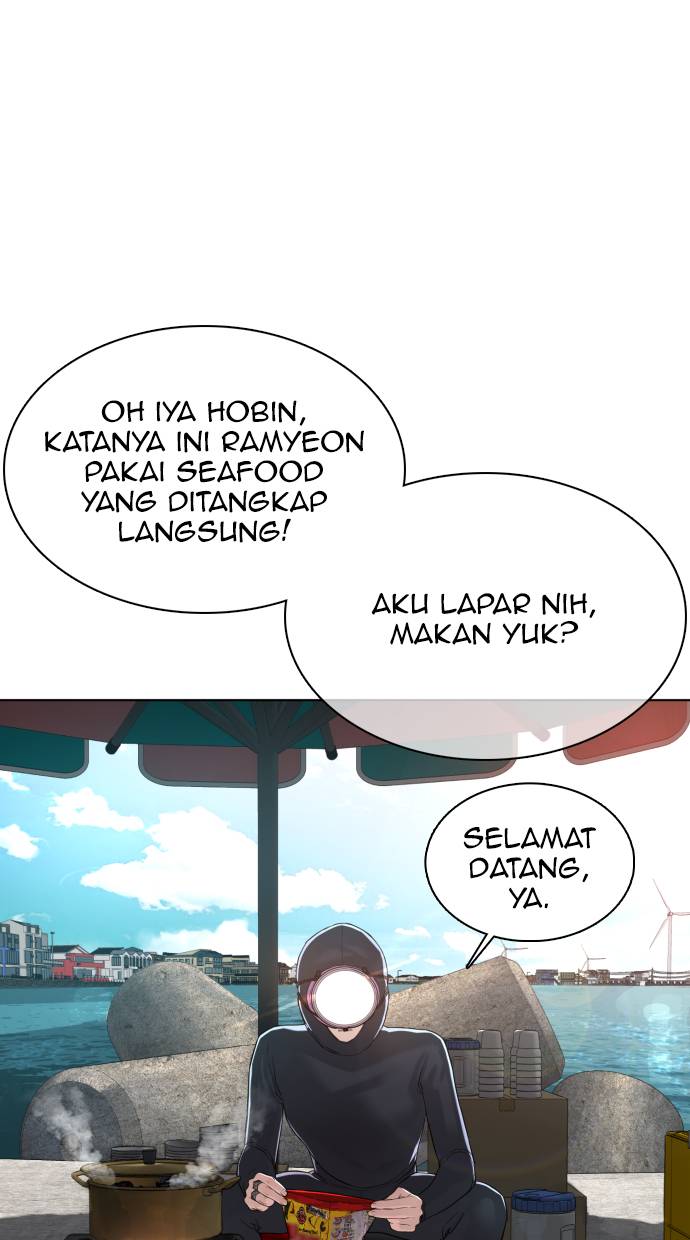 OH IYA HOBIN,
KATANYA INI RAMYEON
PAKAI SEAFOOD
YANG DITANGKAP
LANGSUNG!
AKU LAPAR NIH,
MAKAN YUK?
SELAMAT
DATANG,
YA.